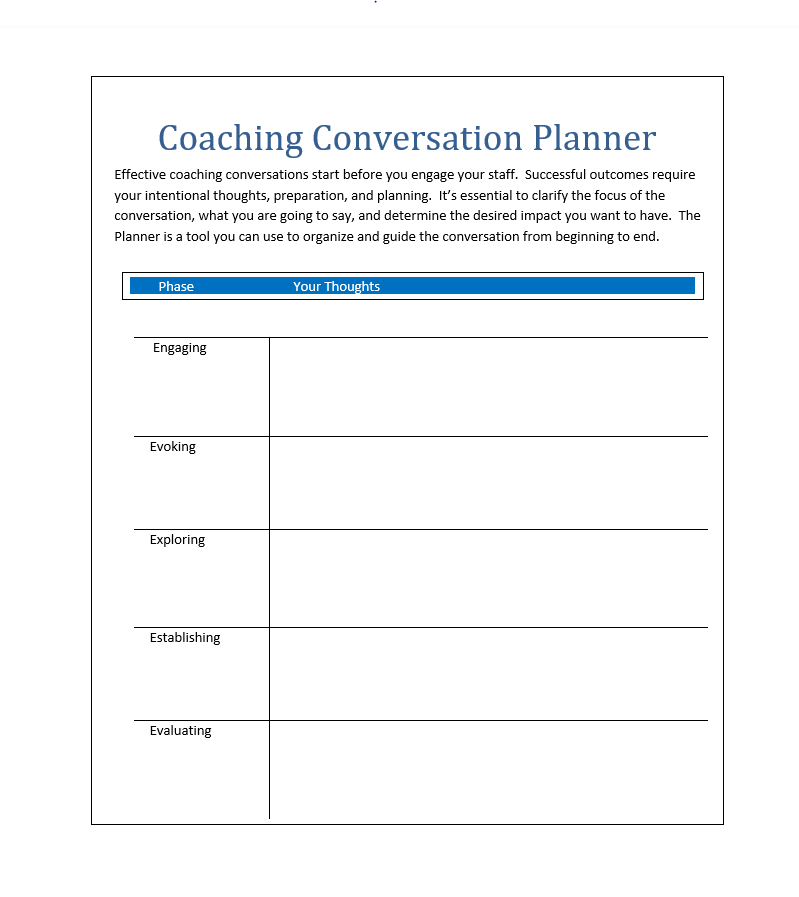 Coaching Conversation Planner
Effective coaching conversations start before you engage your staff.  Successful outcomes require
your intentional thoughts, preparation, and planning.  It’s essential to clarify the focus of the
conversation, what you are going to say, and determine the desired impact you want to have.  The
Planner is a tool you can use to organize and guide the conversation from beginning to end.
Phase Your Thoughts
Engaging
Evoking
Exploring
Establishing
Evaluating